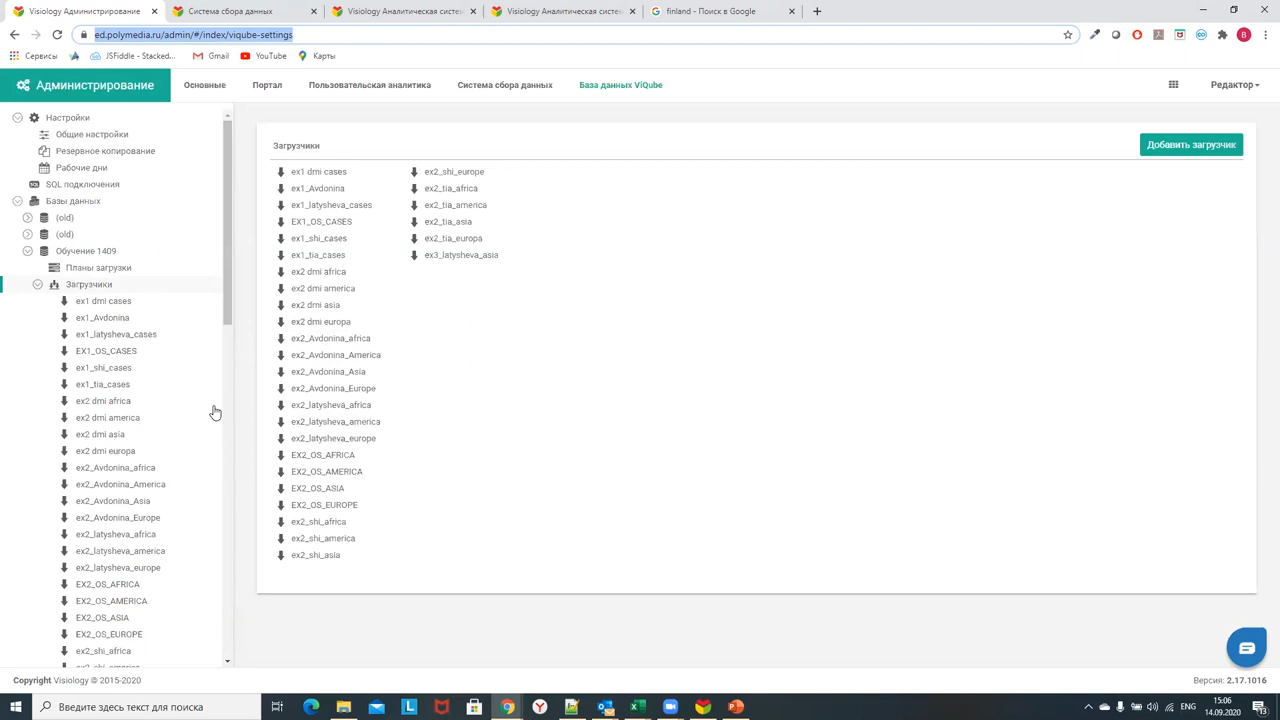 Visiology Администрирование
Система сбора данных
Visiology Аналитическая систем
Visiology Аналитическая систем
finland - Поиск в Google
ed.polymedia.ru/admin/#/index/viqube-settings
Сервисы
JSFiddle - Stacked...
Gmail
YouTube
Карты
Администрирование
Основные
Портал
Пользовательская аналитика
Система сбора данных
База данных ViQube
Редактор
Настройки
Общие настройки
Резервное копирование
Рабочие дни
SQL подключения
Базы данных
(old)
(old)
Обучение 1409
Планы загрузки
Загрузчики
ex1 dmi cases
ex1_Avdonina
ex1_latysheva_cases
EX1_OS_CASES
ex1_shi_cases
ex1_tia_cases
ex2 dmi africa
ex2 dmi america
ex2 dmi asia
ex2 dmi europa
ex2_Avdonina_africa
ex2_Avdonina_America
ex2_Avdonina_Asia
ex2_Avdonina_Europe
ex2_latysheva_africa
ex2_latysheva_america
ex2_latysheva_europe
EX2_OS_AFRICA
EX2_OS_AMERICA
EX2_OS_ASIA
EX2_OS_EUROPE
ex2_shi_africa
ex2_shi_america
Загрузчики
Добавить загрузчик
ex1 dmi cases
ex1_Avdonina
ex1_latysheva_cases
EX1_OS_CASES
ex1_shi_cases
ex1_tia_cases
ex2 dmi africa
ex2 dmi america
ex2 dmi asia
ex2 dmi europa
ex2_Avdonina_africa
ex2_Avdonina_America
ex2_Avdonina_Asia
ex2_Avdonina_Europe
ex2_latysheva_africa
ex2_latysheva_america
ex2_latysheva_europe
EX2_OS_AFRICA
EX2_OS_AMERICA
EX2_OS_ASIA
EX2_OS_EUROPE
ex2_shi_africa
ex2_shi_america
ex2_shi_asia
ex2_shi_europe
ex2_tia_africa
ex2_tia_america
ex2_tia_asia
ex2_tia_europa
ex3_latysheva_asia
Copyright Visiology © 2015-2020
Версия: 2.17.1016
Введите здесь текст для поиска
РУС
15:06
14.09.2020